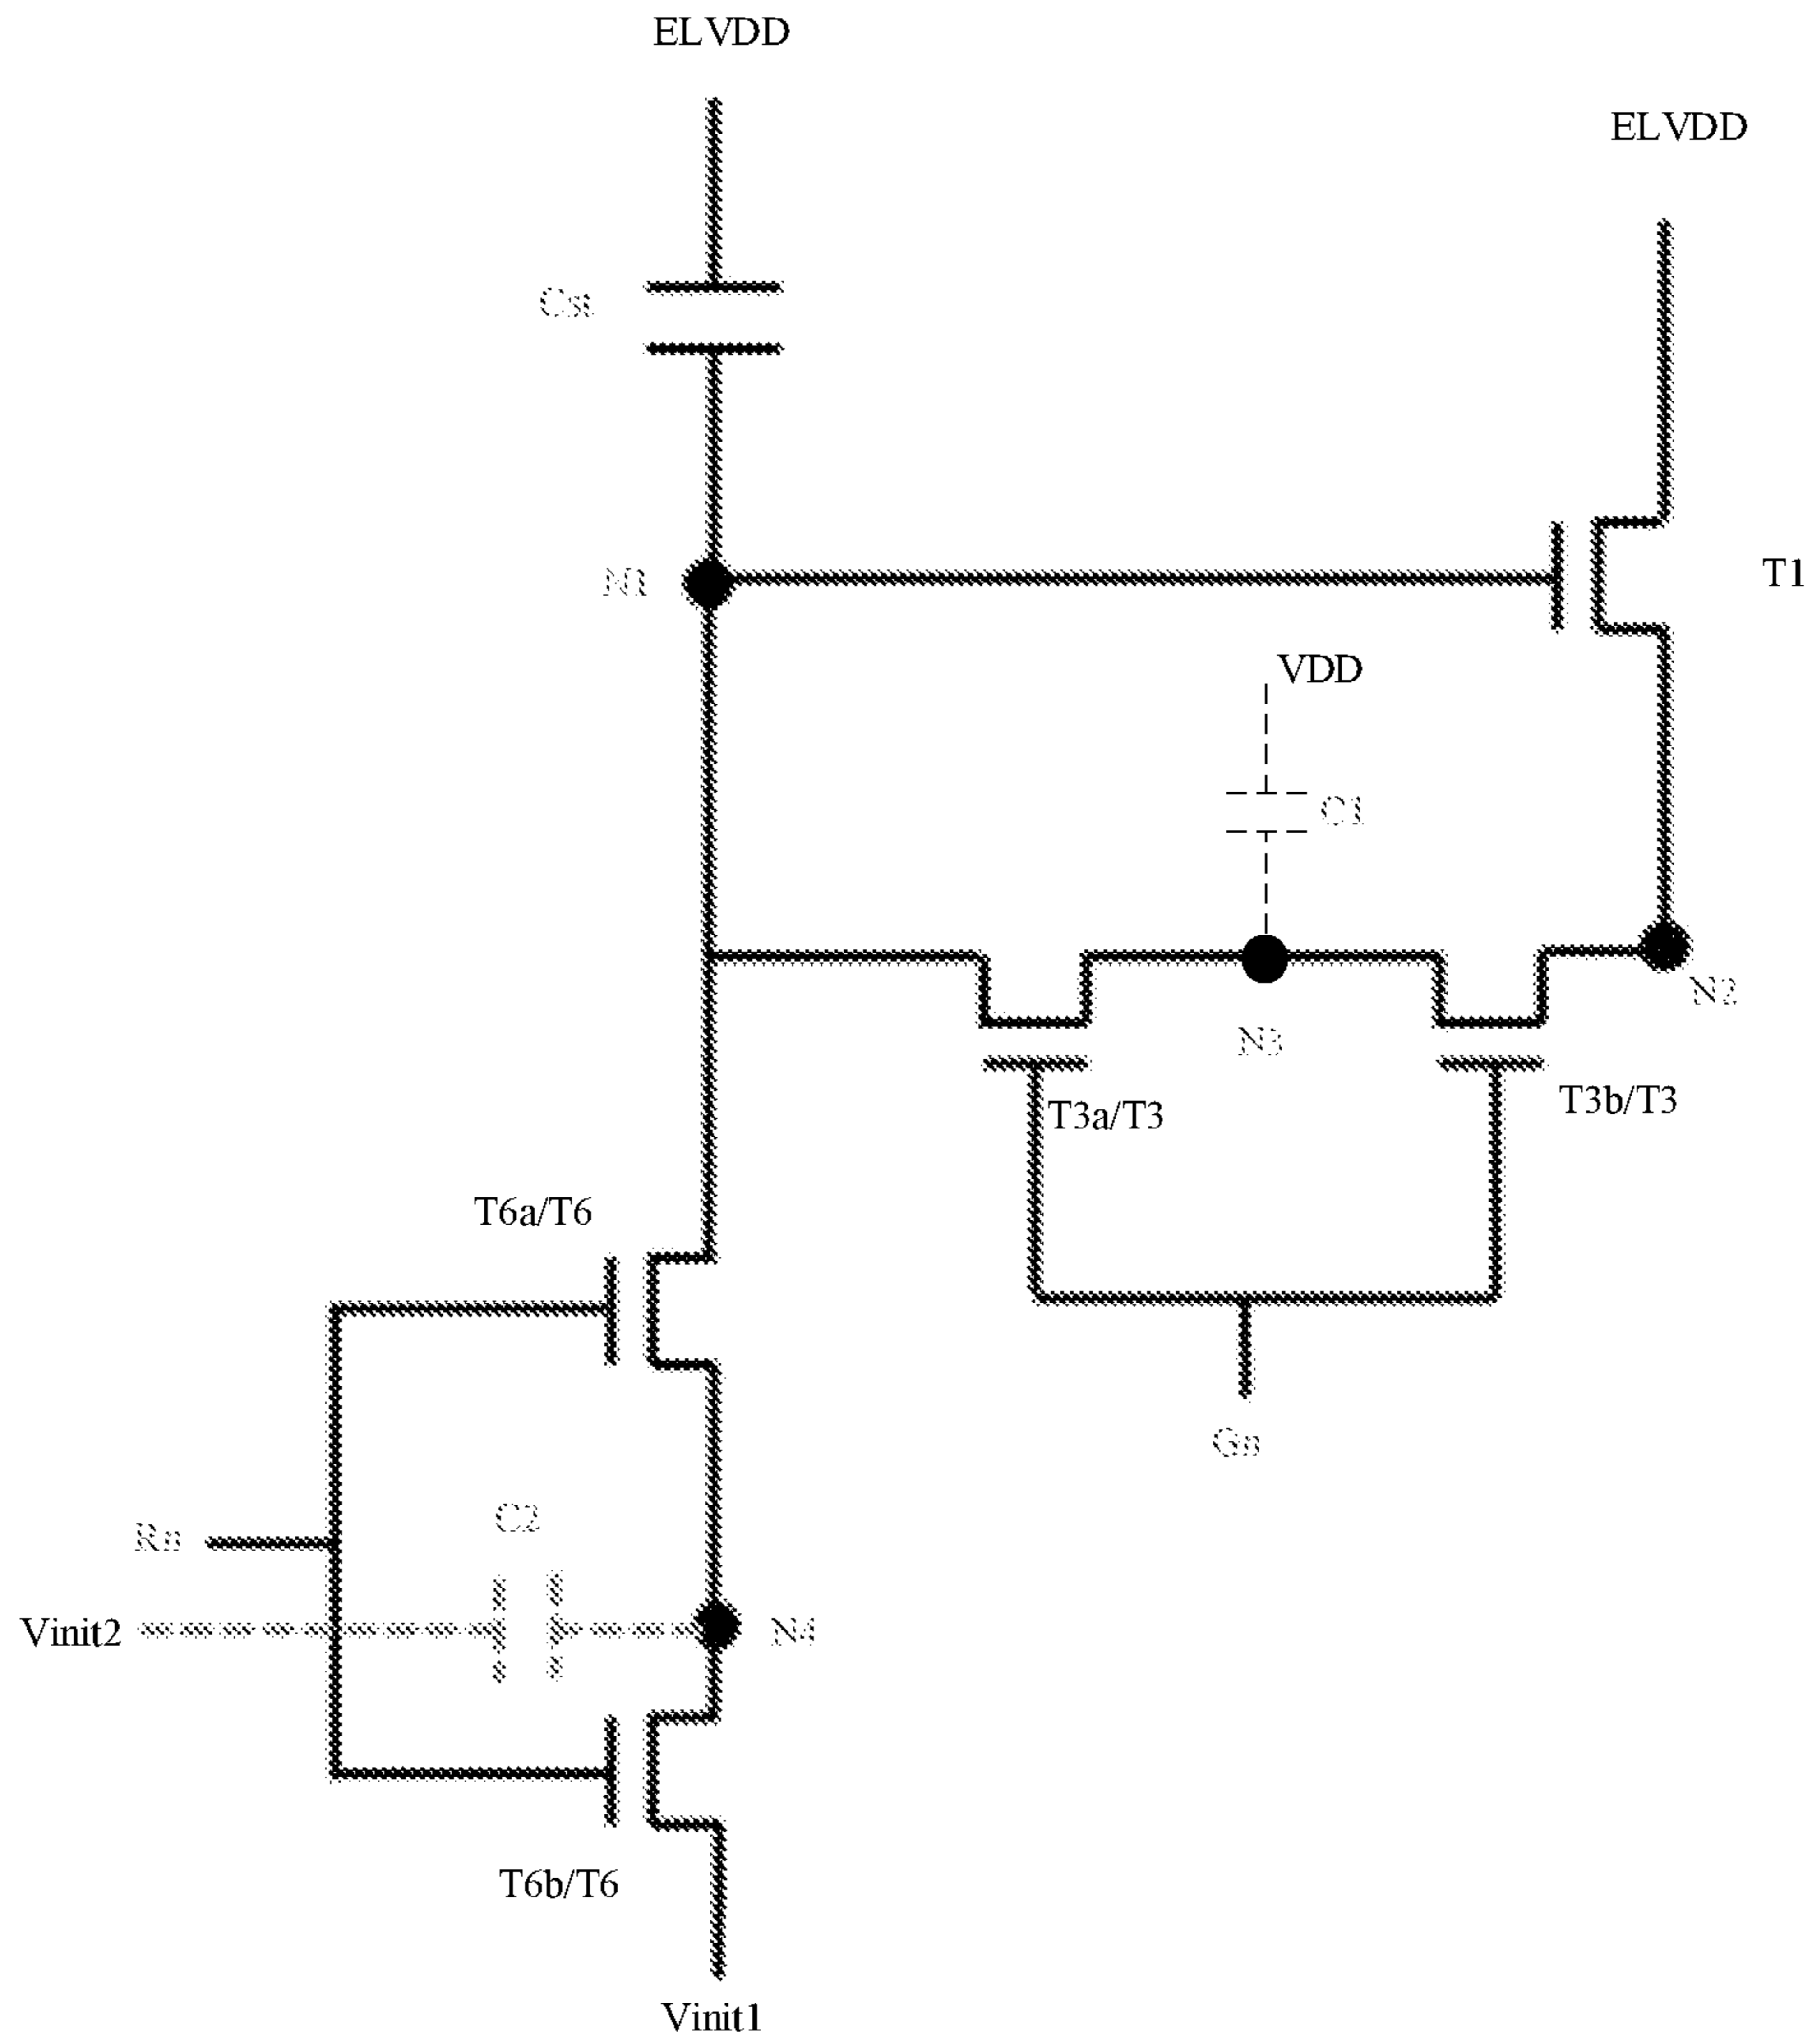 ELVDD
ELVDD
Cst
N1
T1
VDD
C1
N2
N3
T3a/T3
T3b/T3
T6a/T6
Gn
C2
Rn
Vinit2
N4
T6b/T6
Vinit1